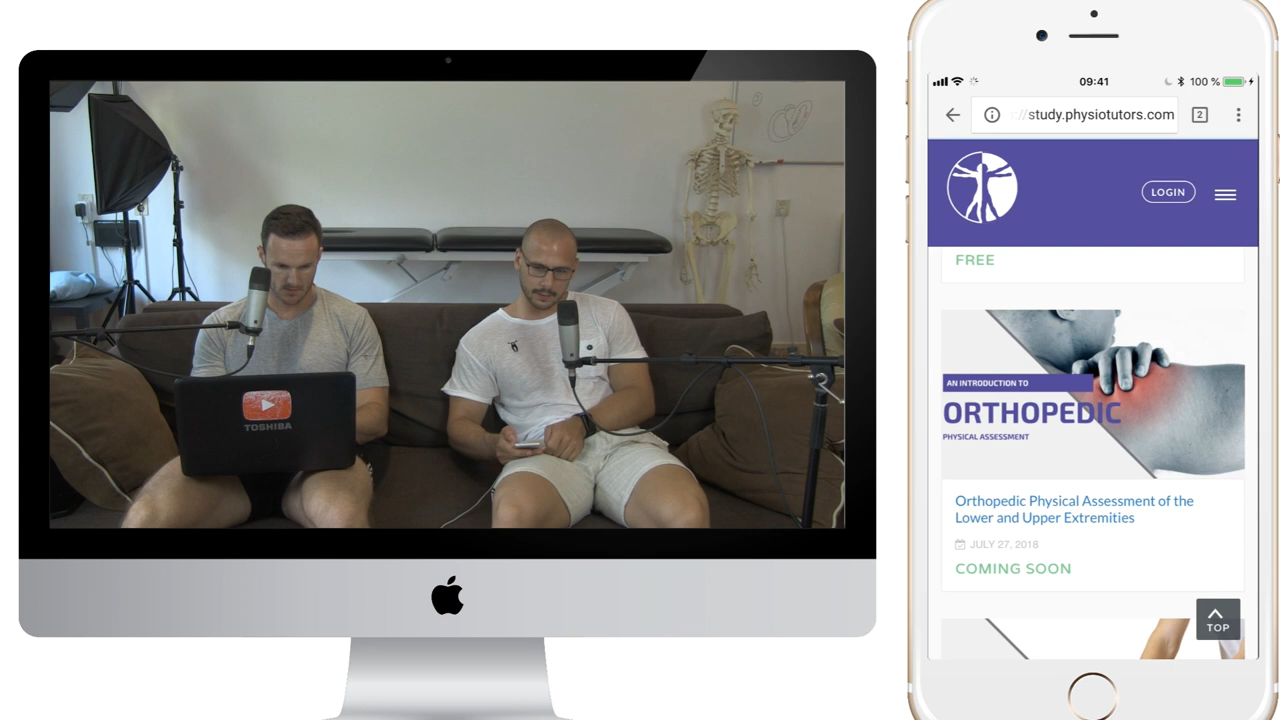 TOSHIBA
09:41
100 %
//study.physiotutors.com
2
LOGIN
FREE
AN INTRODUCTION TO
ORTHOPEDIC
PHYSICAL ASSESSMENT
Orthopedic Physical Assessment of the
Lower and Upper Extremities
JULY 27, 2018
COMING SOON
TOP